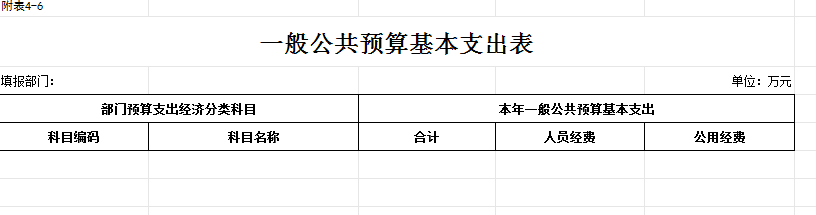 附表4-6
一般公共预算基本支出表
填报部门： 单位：万元
部门预算支出经济分类科目 本年一般公共预算基本支出
科目编码 科目名称 合计 人员经费 公用经费